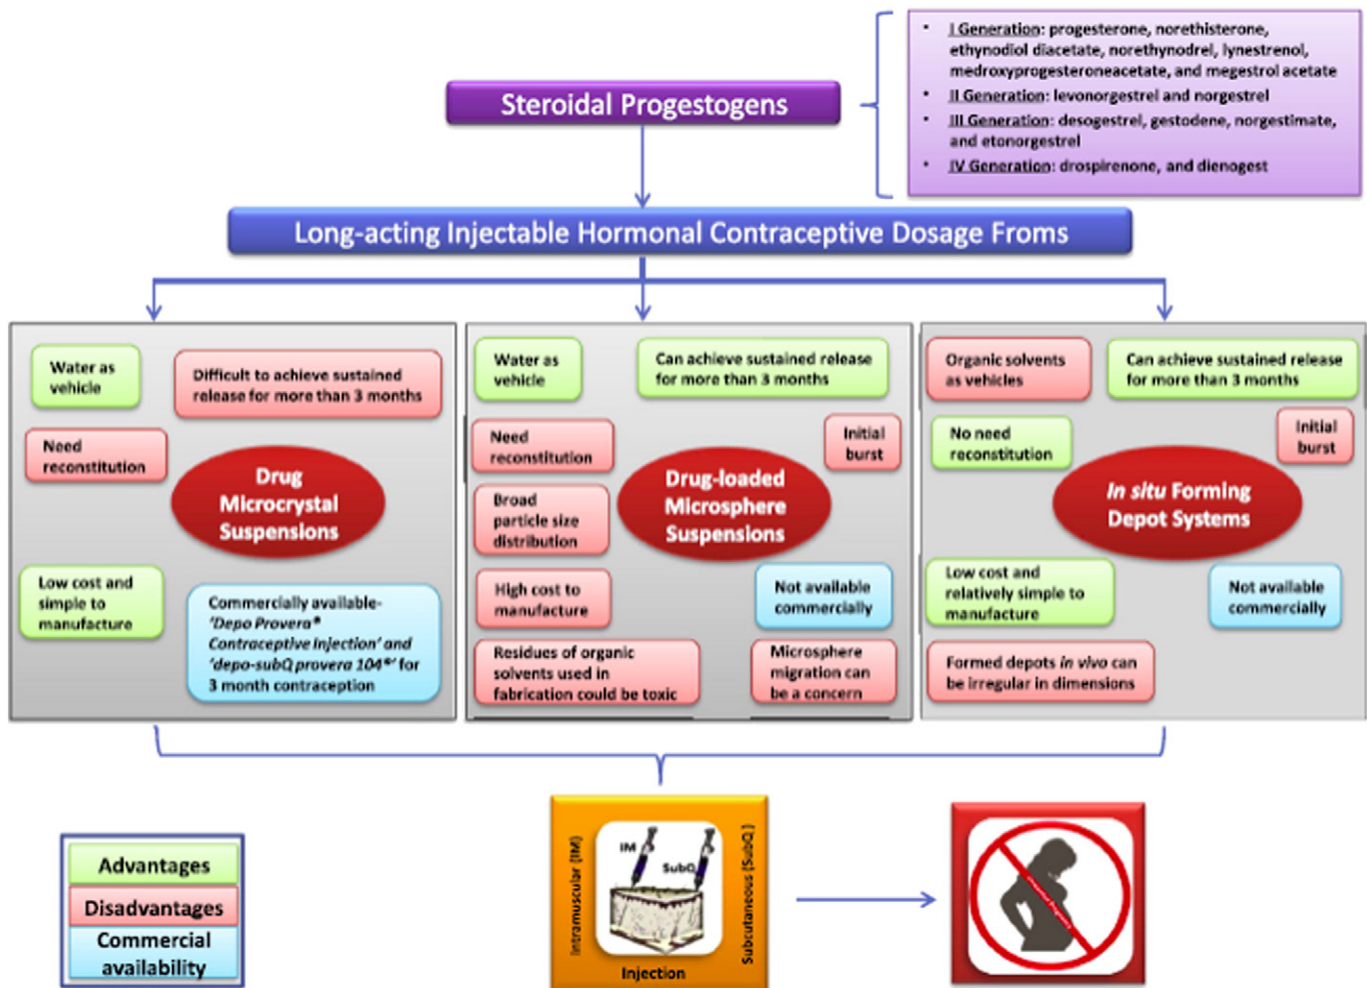 Steroidal Progestogens
• I Generation: progesterone, norethisterone,
ethynodiol diacetate, norethynodrel, lynestrenol,
medroxyprogesteroneacetate, and megestrol acetate
• II Generation: levonorgestrel and norgestrel
• III Generation: desogestrel, gestodene, norgestimate,
and etonorgestrel
• IV Generation: drospirenone, and dienogest
Long-acting Injectable Hormonal Contraceptive Dosage Froms
Water as
vehicle
Difficult to achieve sustained
release for more than 3 months
Need
reconstitution
Drug
Microcrystal
Suspensions
Low cost and
simple to
manufacture
Commercially available-
'Depo Provera®
Contraceptive Injection' and
'depo-subQ provera 104®' for
3 month contraception
Water as
vehicle
Can achieve sustained release
for more than 3 months
Need
reconstitution
Initial
burst
Drug-loaded
Microsphere
Suspensions
Broad
particle size
distribution
High cost to
manufacture
Not available
commercially
Residues of organic
solvents used in
fabrication could be toxic
Microsphere
migration can
be a concern
Organic solvents
as vehicles
Can achieve sustained release
for more than 3 months
No need
reconstitution
Initial
burst
In situ Forming
Depot Systems
Low cost and
relatively simple to
manufacture
Not available
commercially
Formed depots in vivo can
be irregular in dimensions
Advantages
Disadvantages
Commercial
availability
Intramuscular (IM)
IM
SubQ
Subcutaneous (SubQ )
Injection